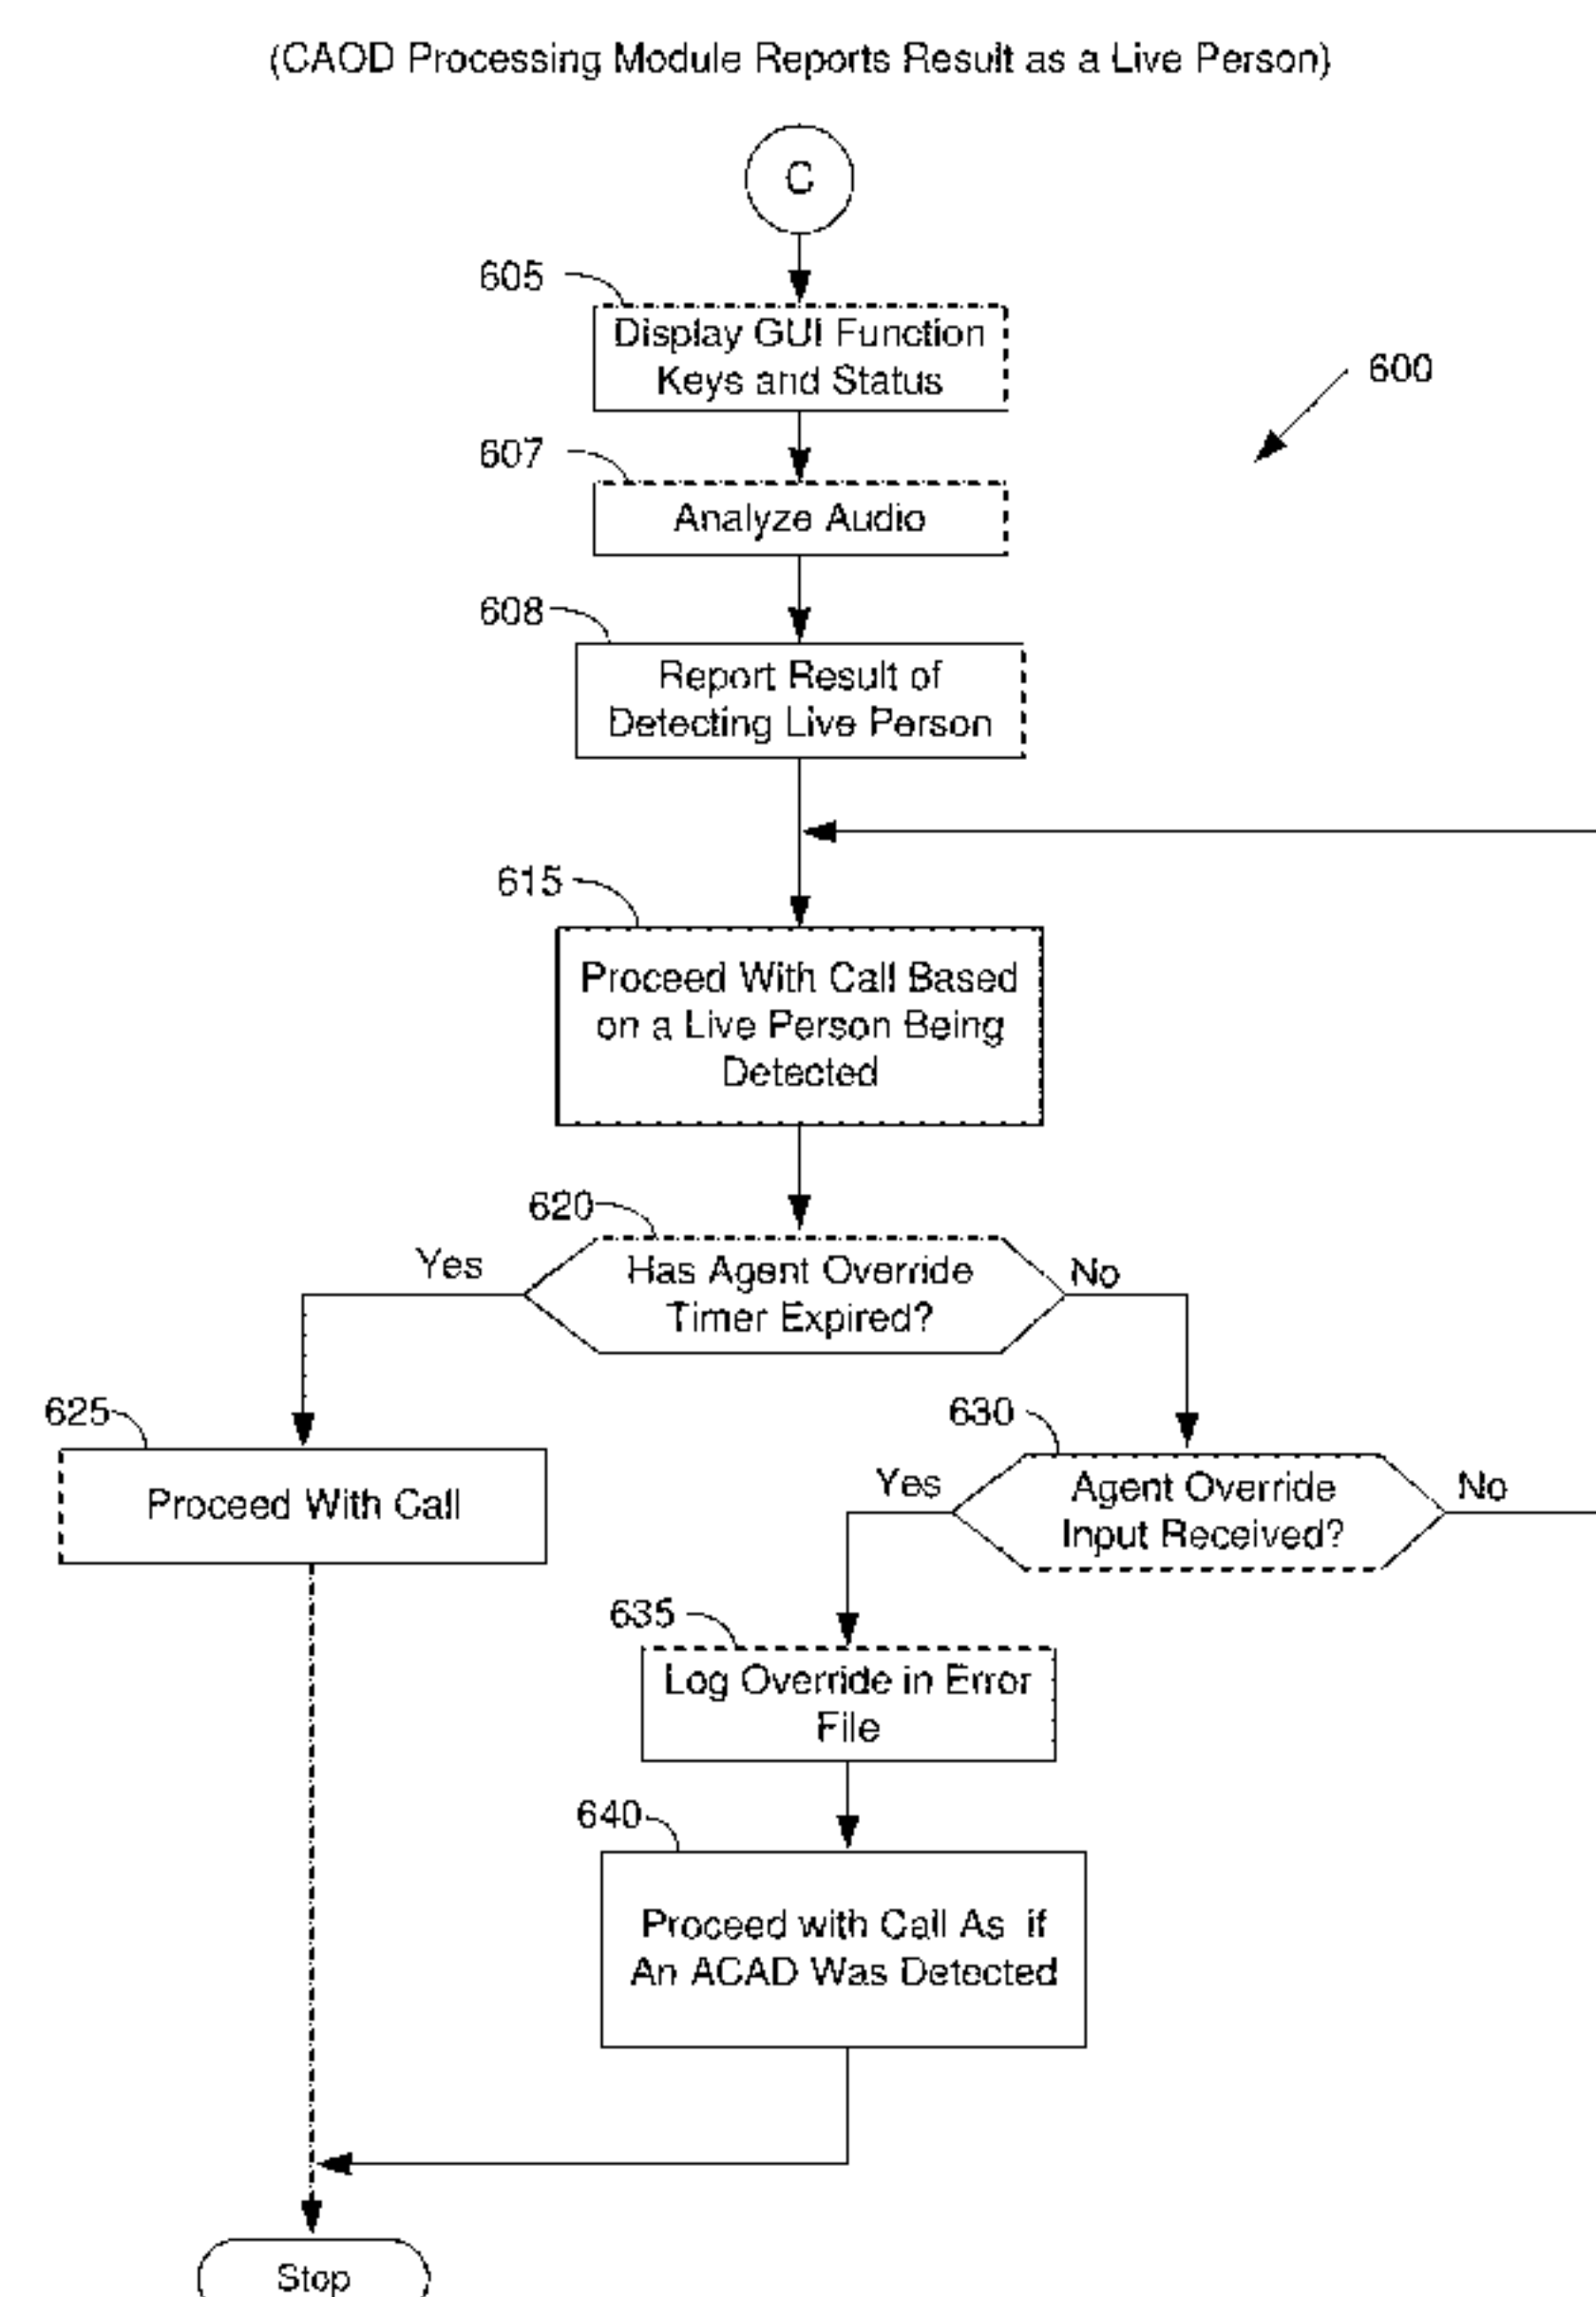 (CAOD Processing Module Reports Result as a Live Person)
C
605
Display GUI Function
Keys and Status
600
607
Analyze Audio
608
Report Result of
Detecting Live Person
615
Proceed With Call Based
on a Live Person Being
Detected
620
Has Agent Override
Timer Expired?
Yes
No
625
Proceed With Call
630
Agent Override
Input Received?
Yes
No
635
Log Override in Error
File
640
Proceed with Call As if
An ACAD Was Detected
Stop